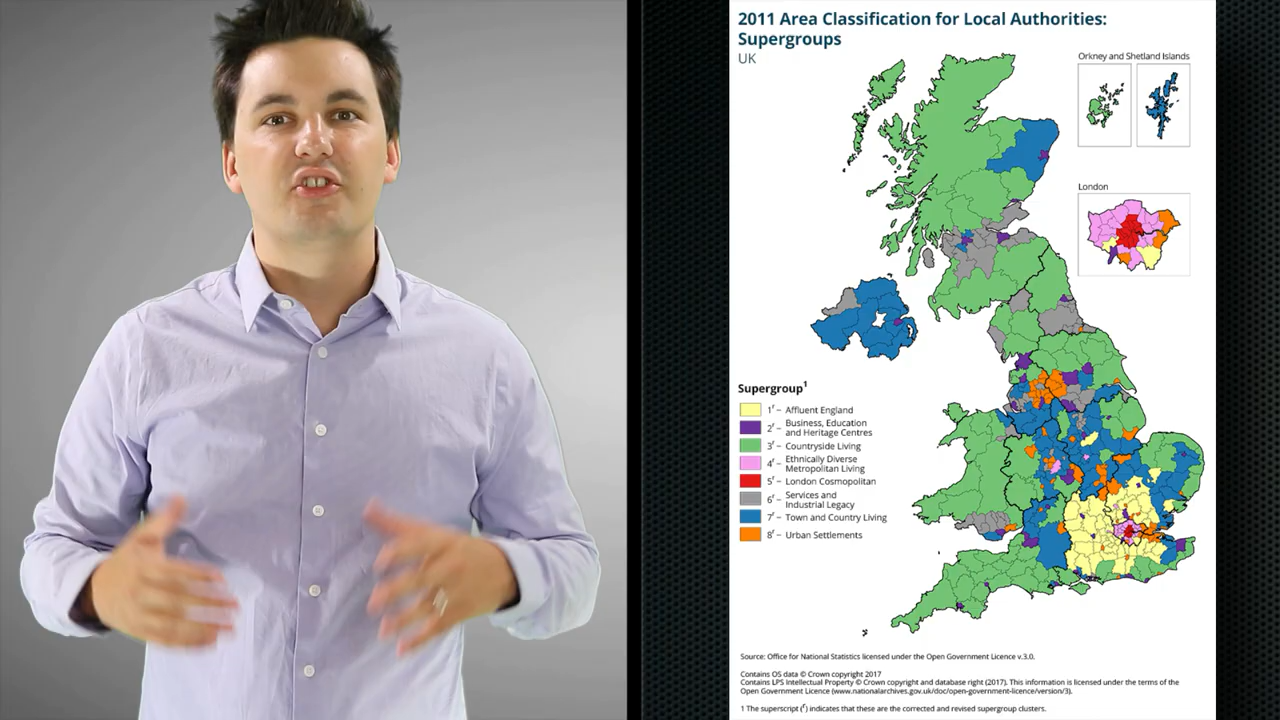 2011 Area Classification for Local Authorities:
Supergroups
UK
Orkney and Shetland Islands
London
Supergroup1
1r – Affluent England
2r – Business, Education
and Heritage Centres
3r – Countryside Living
4r – Ethnically Diverse
Metropolitan Living
5r – London Cosmopolitan
6r – Services and
Industrial Legacy
7r – Town and Country Living
8r – Urban Settlements
Source: Office for National Statistics licensed under the Open Government Licence v.3.0.
Contains OS data © Crown copyright 2017
Contains LPS Intellectual Property © Crown copyright and database right (2017). This information is licensed under the terms of the
Open Government Licence (www.nationalarchives.gov.uk/doc/open-government-licence/version/3).
1 The superscript (r) indicates that these are the corrected and revised supergroup clusters.